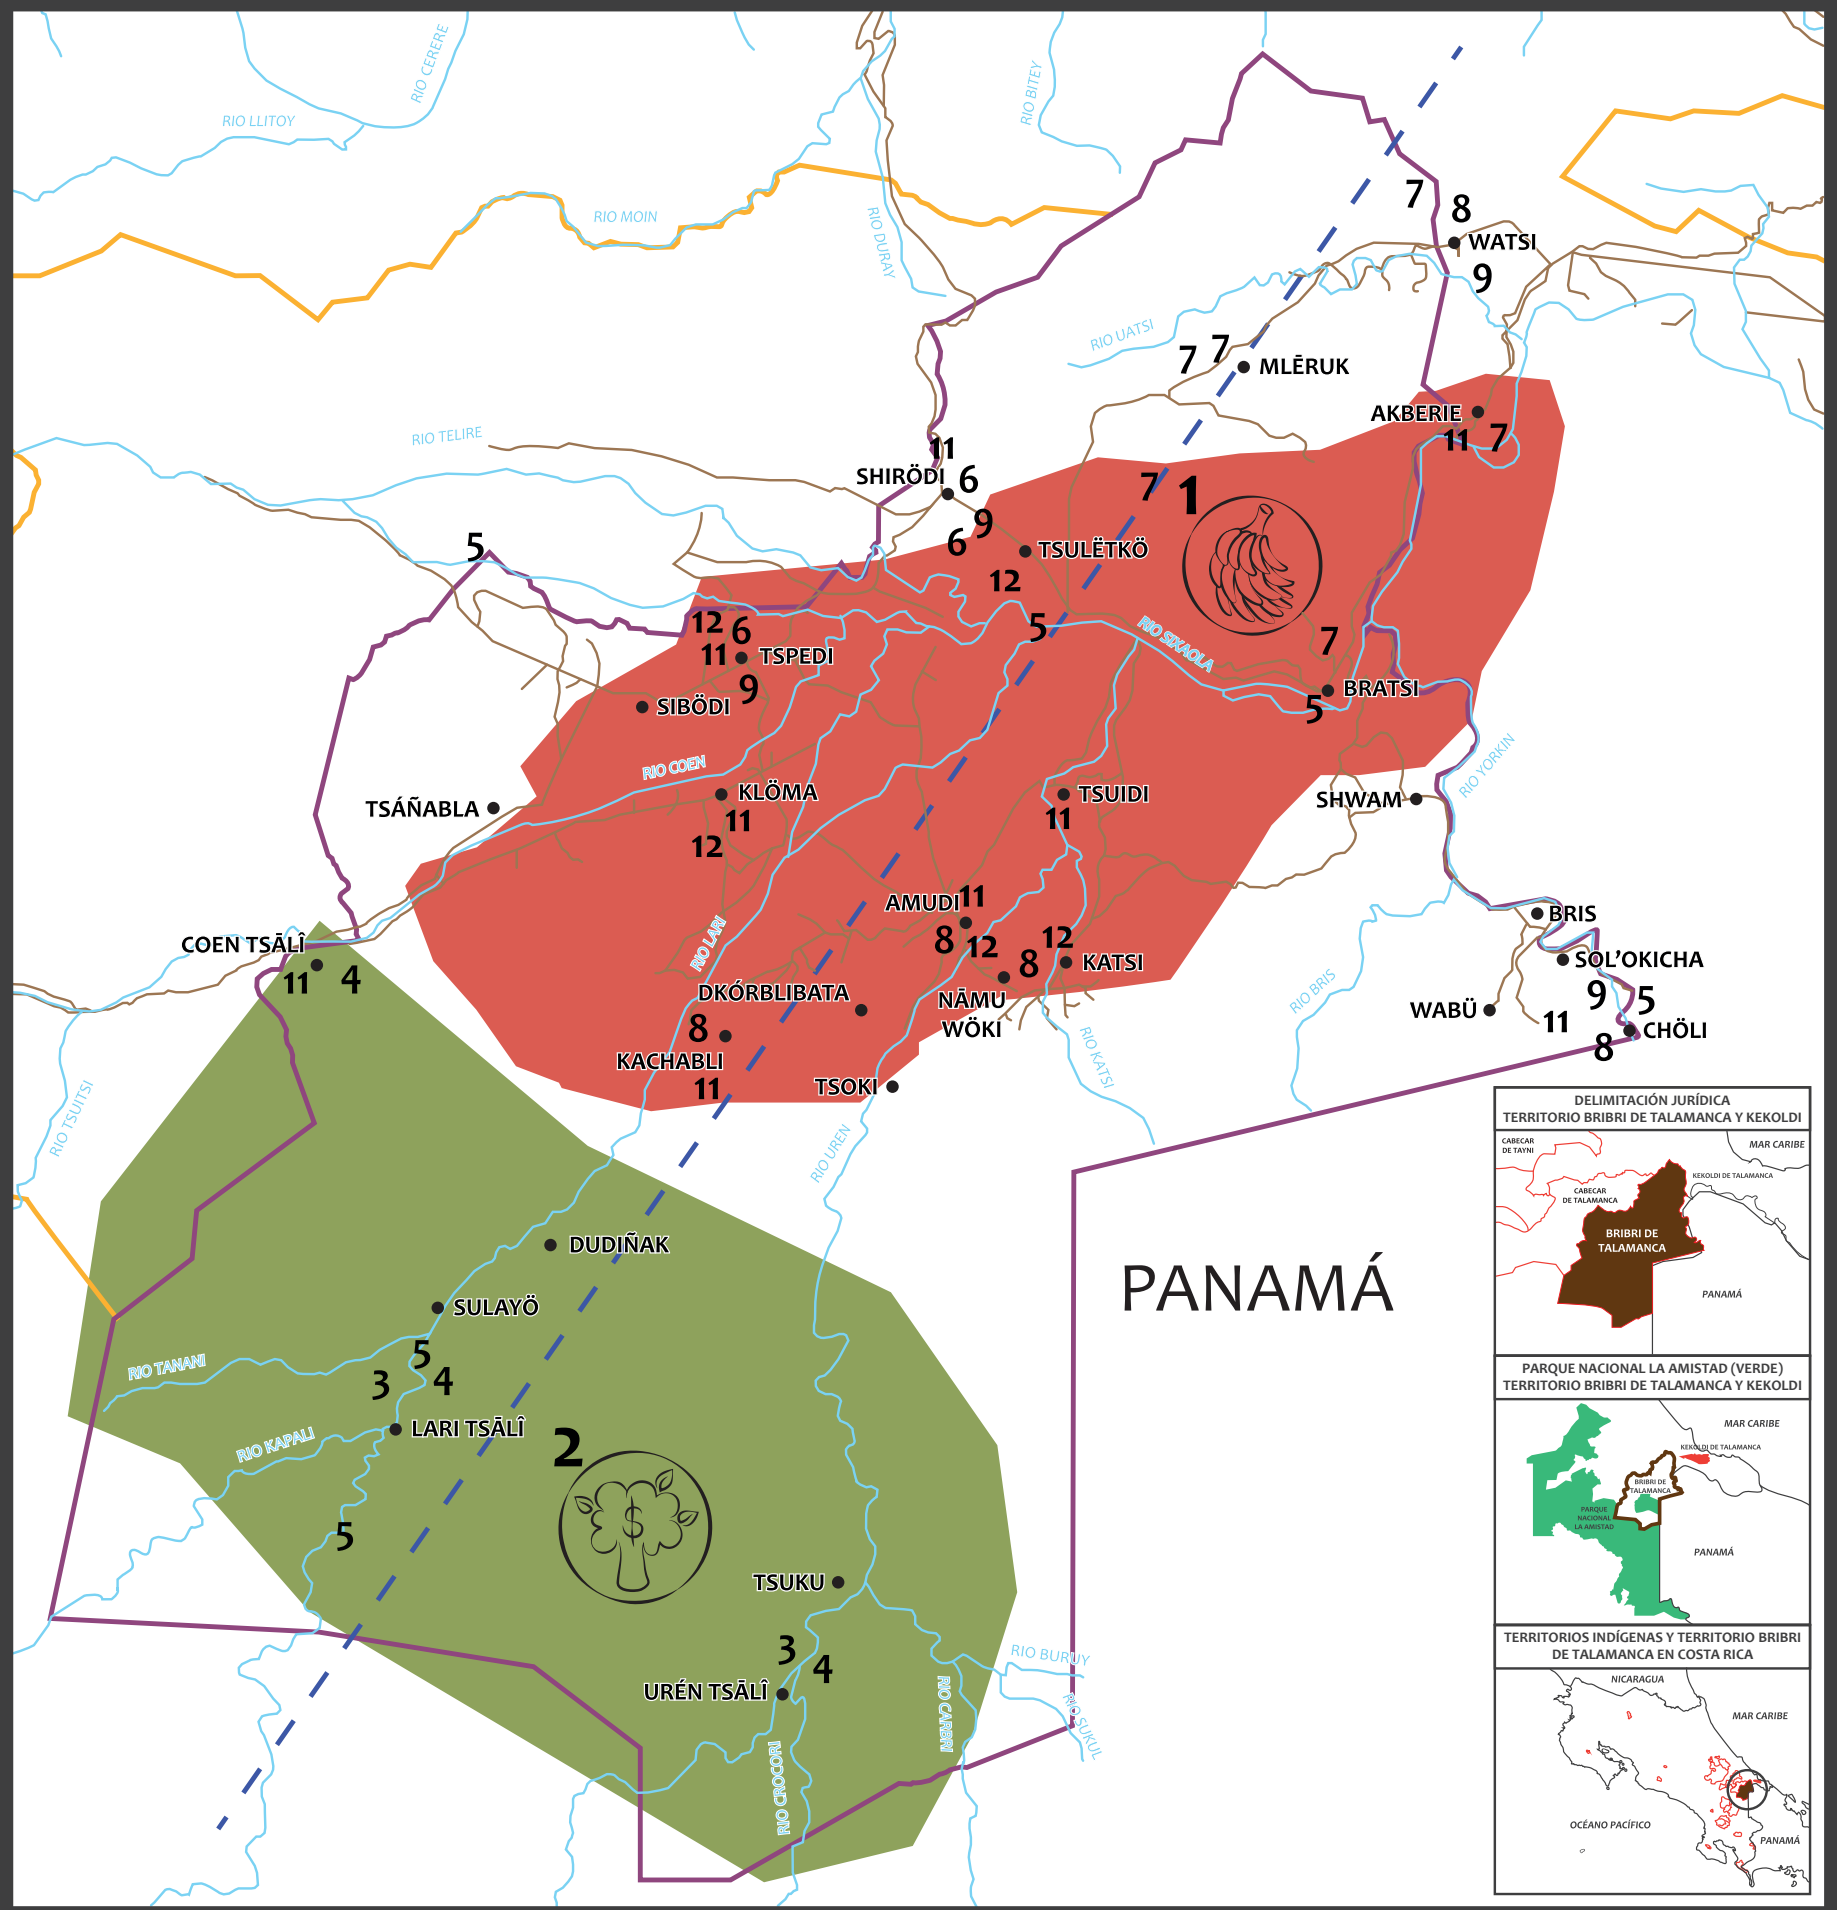 RIO CERERE
RIO LLITOY
RIO BITEY
RIO MOIN
RIO DURAY
7
8
WATSI
9
RIO UATSI
7
7
MLĒRUK
AKBERIE
11
7
RIO TELIRE
11
SHIRÖDI
6
7
1
9
6
TSULËTKÖ
5
12
12
6
5
RIO SIXAOLA
7
11
TSPEDI
9
SIBÖDI
BRATSI
5
RIO COEN
RIO YORKIN
KLÖMA
TSUIDI
SHWAM
TSÁÑABLA
11
11
12
AMUDI
11
BRIS
RIO LARI
8
12
12
COEN TSĀLÎ
11
4
8
KATSI
SOL'OKICHA
DKÓRBLIBATA
NĀMU
WÖKI
RIO BRIS
9
5
WABÜ
11
CHÖLI
8
8
KACHABLI
11
TSOKI
RIO KATSI
RIO TSUITSI
RIO UREN
DUDIÑAK
SULAYÖ
PANAMÁ
RIO TANANI
5
3
4
LARI TSĀLÎ
RIO KAPALI
2
$
5
TSUKU
3
4
RIO BURUY
URÉN TSĀLÎ
RIO CARBRI
RIO SUKUL
RIO CROCORI
DELIMITACIÓN JURÍDICA
TERRITORIO BRIBRI DE TALAMANCA Y KEKOLDI
CABECAR
DE TAYNI
MAR CARIBE
KEKOLDI DE TALAMANCA
CABECAR
DE TALAMANCA
BRIBRI DE
TALAMANCA
PANAMÁ
PARQUE NACIONAL LA AMISTAD (VERDE)
TERRITORIO BRIBRI DE TALAMANCA Y KEKOLDI
MAR CARIBE
KEKOLDI DE TALAMANCA
BRIBRI DE
TALAMANCA
PARQUE
NACIONAL
LA AMISTAD
PANAMÁ
TERRITORIOS INDÍGENAS Y TERRITORIO BRIBRI
DE TALAMANCA EN COSTA RICA
NICARAGUA
MAR CARIBE
OCÉANO PACÍFICO
PANAMÁ